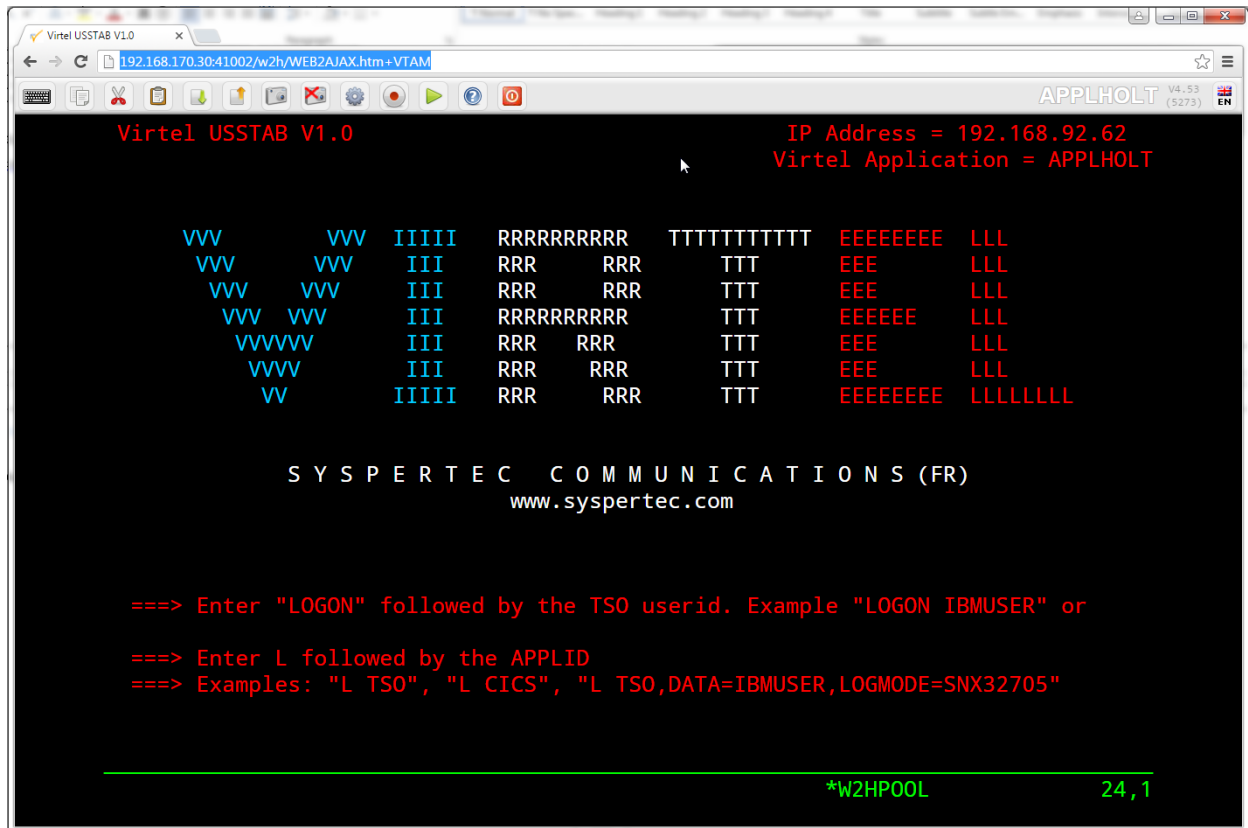 Virtel USSTAB V1.0
192.168.170.30:41002/w2h/WEB2AJAX.htm+VTAM
APPLHOLT V4.53 (5273) EN
Virtel USSTAB V1.0 IP Address = 192.168.92.62
Virtel Application = APPLHOLT
VVV VVV IIIII RRRRRRRRRR TTTTTTTTTTT EEEEEEEE LLL
VVV VVV III RRR RRR TTT EEE LLL
VVV VVV III RRR RRR TTT EEE LLL
VVV VVV III RRRRRRRRRR TTT EEEEEE LLL
VVVVVV III RRR RRR TTT EEE LLL
VVVV III RRR RRR TTT EEE LLL
VV IIIII RRR RRR TTT EEEEEEEE LLLLLLLL
S Y S P E R T E C C O M M U N I C A T I O N S (FR)
www.syspertec.com
===> Enter "LOGON" followed by the TSO userid. Example "LOGON IBMUSER" or
===> Enter L followed by the APPLID
===> Examples: "L TSO", "L CICS", "L TSO,DATA=IBMUSER,LOGMODE=SNX32705"
*W2HPOOL 24,1